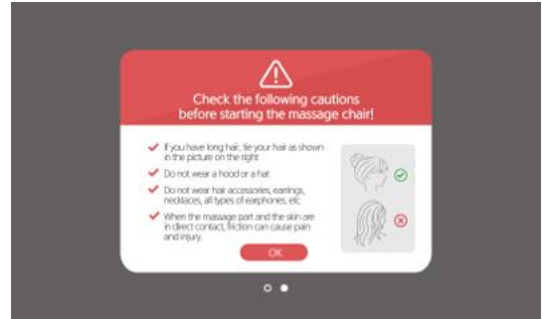 Check the following cautions
before starting the massage chair!
If you have long hair, tie your hair as shown
in the picture on the right
Do not wear a hood or a hat
Do not wear hair accessories, earrings,
necklaces, all types of earphones, etc
When the massage part and the skin are
in direct contact, friction can cause pain
and injury.
OK